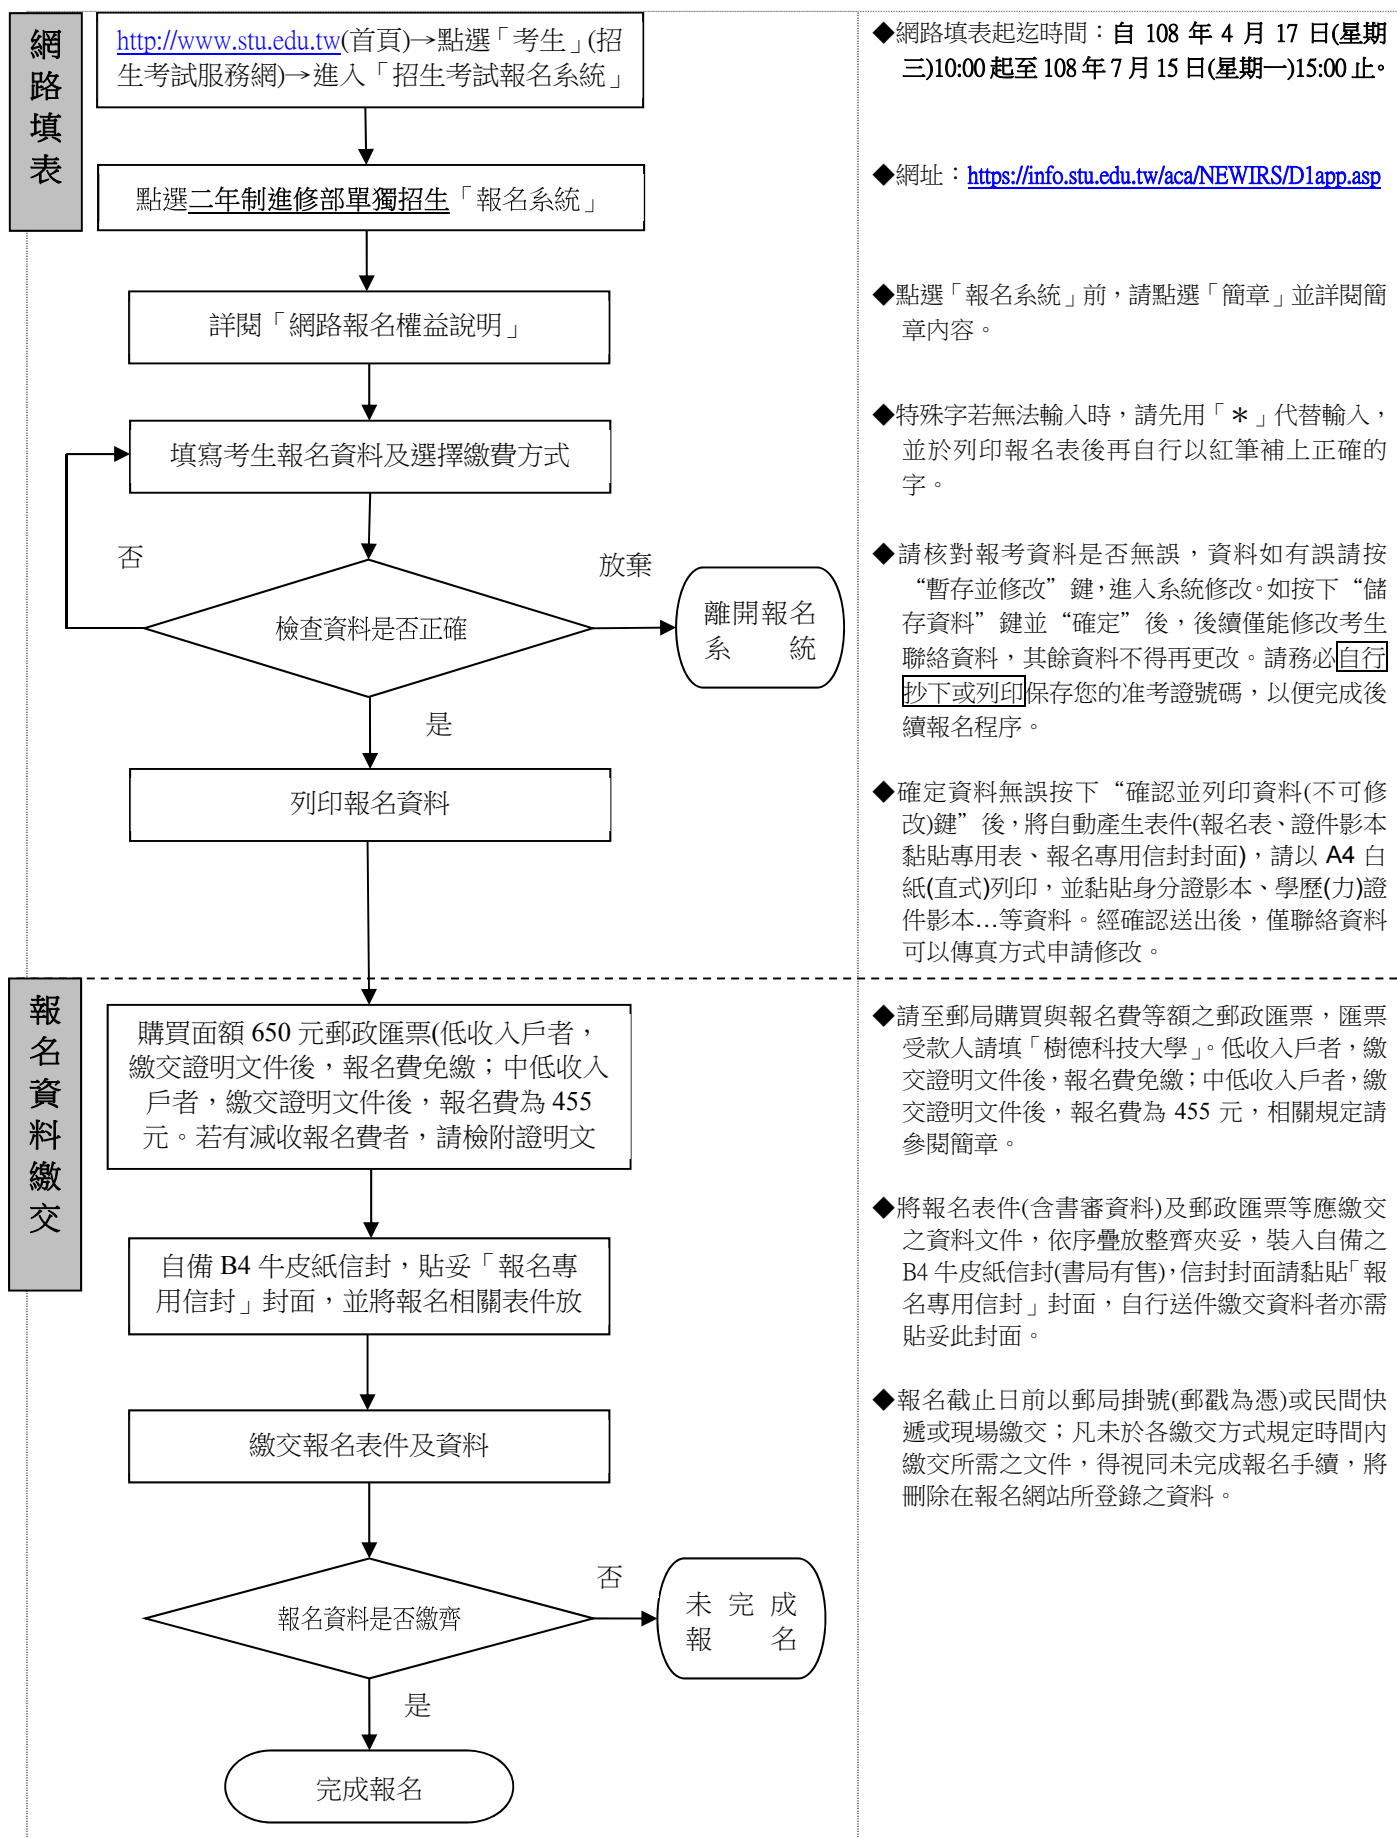 網路填表
http://www.stu.edu.tw(首頁)→點選「考生」(招
生考試服務網)→進入「招生考試報名系統」
點選二年制進修部單獨招生「報名系統」
詳閱「網路報名權益說明」
填寫考生報名資料及選擇繳費方式
否
放棄
檢查資料是否正確
離開報名
系統
是
列印報名資料
◆網路填表起迄時間：自 108 年 4 月 17 日(星期
三)10:00 起至 108 年 7 月 15 日(星期一)15:00 止。
◆網址：https://info.stu.edu.tw/aca/NEWIRS/D1app.asp
◆點選「報名系統」前，請點選「簡章」並詳閱簡
章內容。
◆特殊字若無法輸入時，請先用「＊」代替輸入，
並於列印報名表後再自行以紅筆補上正確的
字。
◆請核對報考資料是否無誤，資料如有誤請按
“暫存並修改”鍵，進入系統修改。如按下“儲
存資料”鍵並“確定”後，後續僅能修改考生
聯絡資料，其餘資料不得再更改。請務必自行
抄下或列印保存您的准考證號碼，以便完成後
續報名程序。
◆確定資料無誤按下“確認並列印資料(不可修
改)鍵”後，將自動產生表件(報名表、證件影本
黏貼專用表、報名專用信封封面)，請以 A4 白
紙(直式)列印，並黏貼身分證影本、學歷(力)證
件影本…等資料。經確認送出後，僅聯絡資料
可以傳真方式申請修改。
報名資料繳交
購買面額 650 元郵政匯票(低收入戶者，
繳交證明文件後，報名費免繳；中低收入
戶者，繳交證明文件後，報名費為 455
元。若有減收報名費者，請檢附證明文
自備 B4 牛皮紙信封，貼妥「報名專
用信封」封面，並將報名相關表件放
繳交報名表件及資料
報名資料是否繳齊
否
未完成
報名
是
完成報名
◆請至郵局購買與報名費等額之郵政匯票，匯票
受款人請填「樹德科技大學」。低收入戶者，繳
交證明文件後，報名費免繳；中低收入戶者，繳
交證明文件後，報名費為 455 元，相關規定請
參閱簡章。
◆將報名表件(含書審資料)及郵政匯票等應繳交
之資料文件，依序疊放整齊夾妥，裝入自備之
B4 牛皮紙信封(書局有售)，信封封面請黏貼「報
名專用信封」封面，自行送件繳交資料者亦需
貼妥此封面。
◆報名截止日前以郵局掛號(郵戳為憑)或民間快
遞或現場繳交；凡未於各繳交方式規定時間內
繳交所需之文件，得視同未完成報名手續，將
刪除在報名網站所登錄之資料。